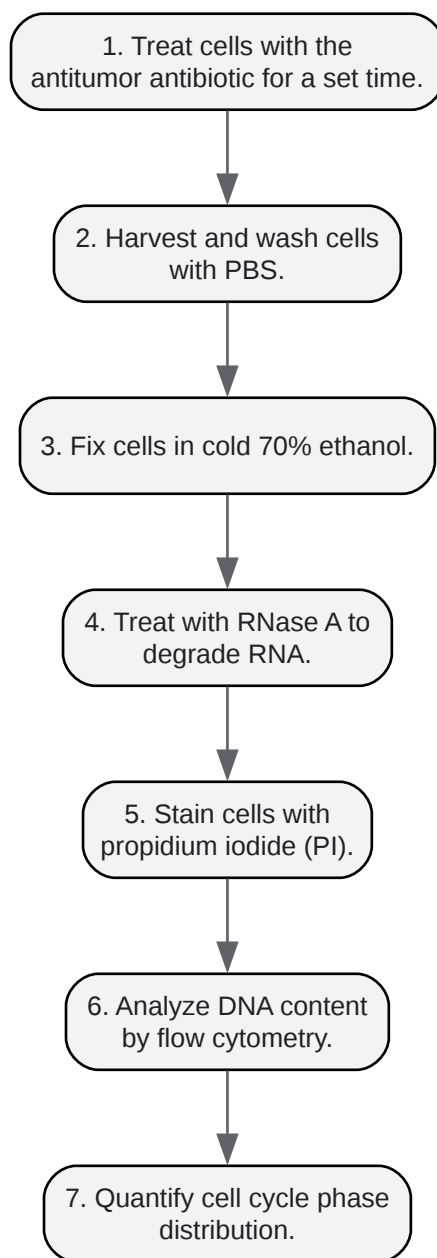 1. Treat cells with the
antitumor antibiotic for a set time.
2. Harvest and wash cells
with PBS.
3. Fix cells in cold 70% ethanol.
4. Treat with RNase A to
degrade RNA.
5. Stain cells with
propidium iodide (PI).
6. Analyze DNA content
by flow cytometry.
7. Quantify cell cycle phase
distribution.